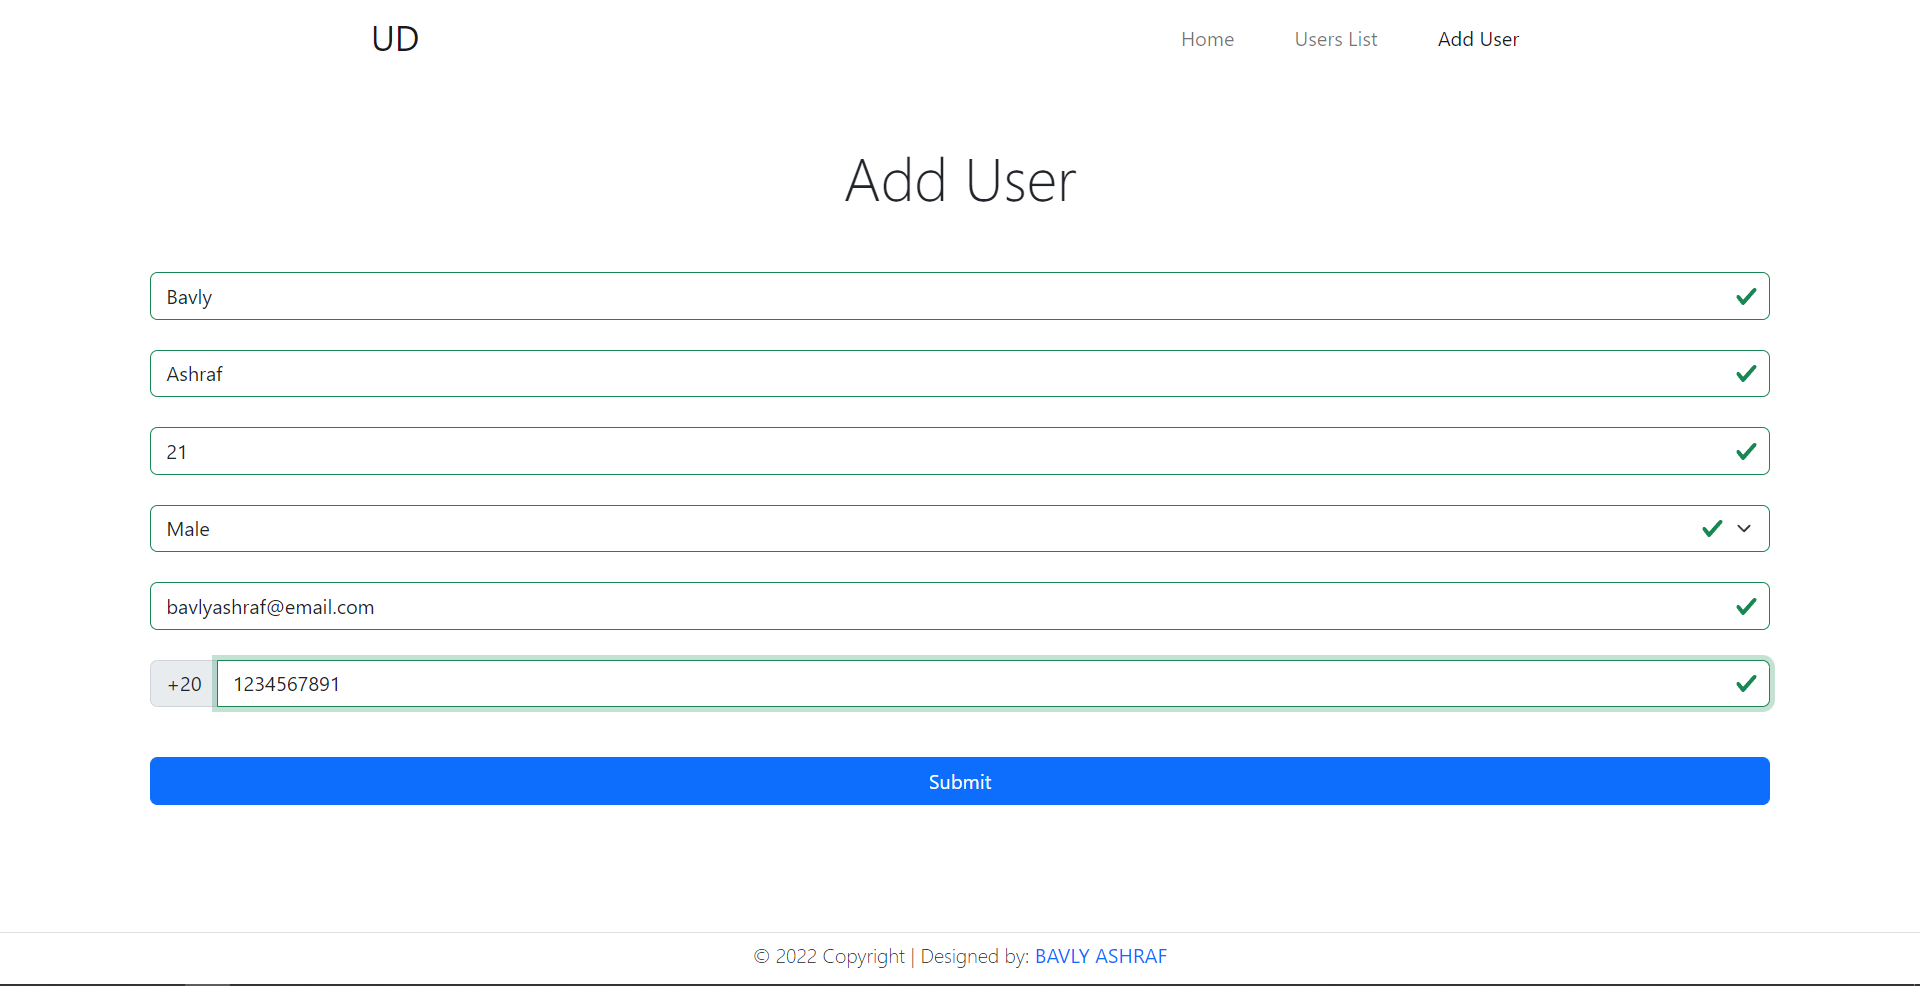 UD Home Users List Add User
Add User
Bavly
Ashraf
21
Male
bavlyashraf@email.com
+20 1234567891
Submit
© 2022 Copyright | Designed by: BAVLY ASHRAF